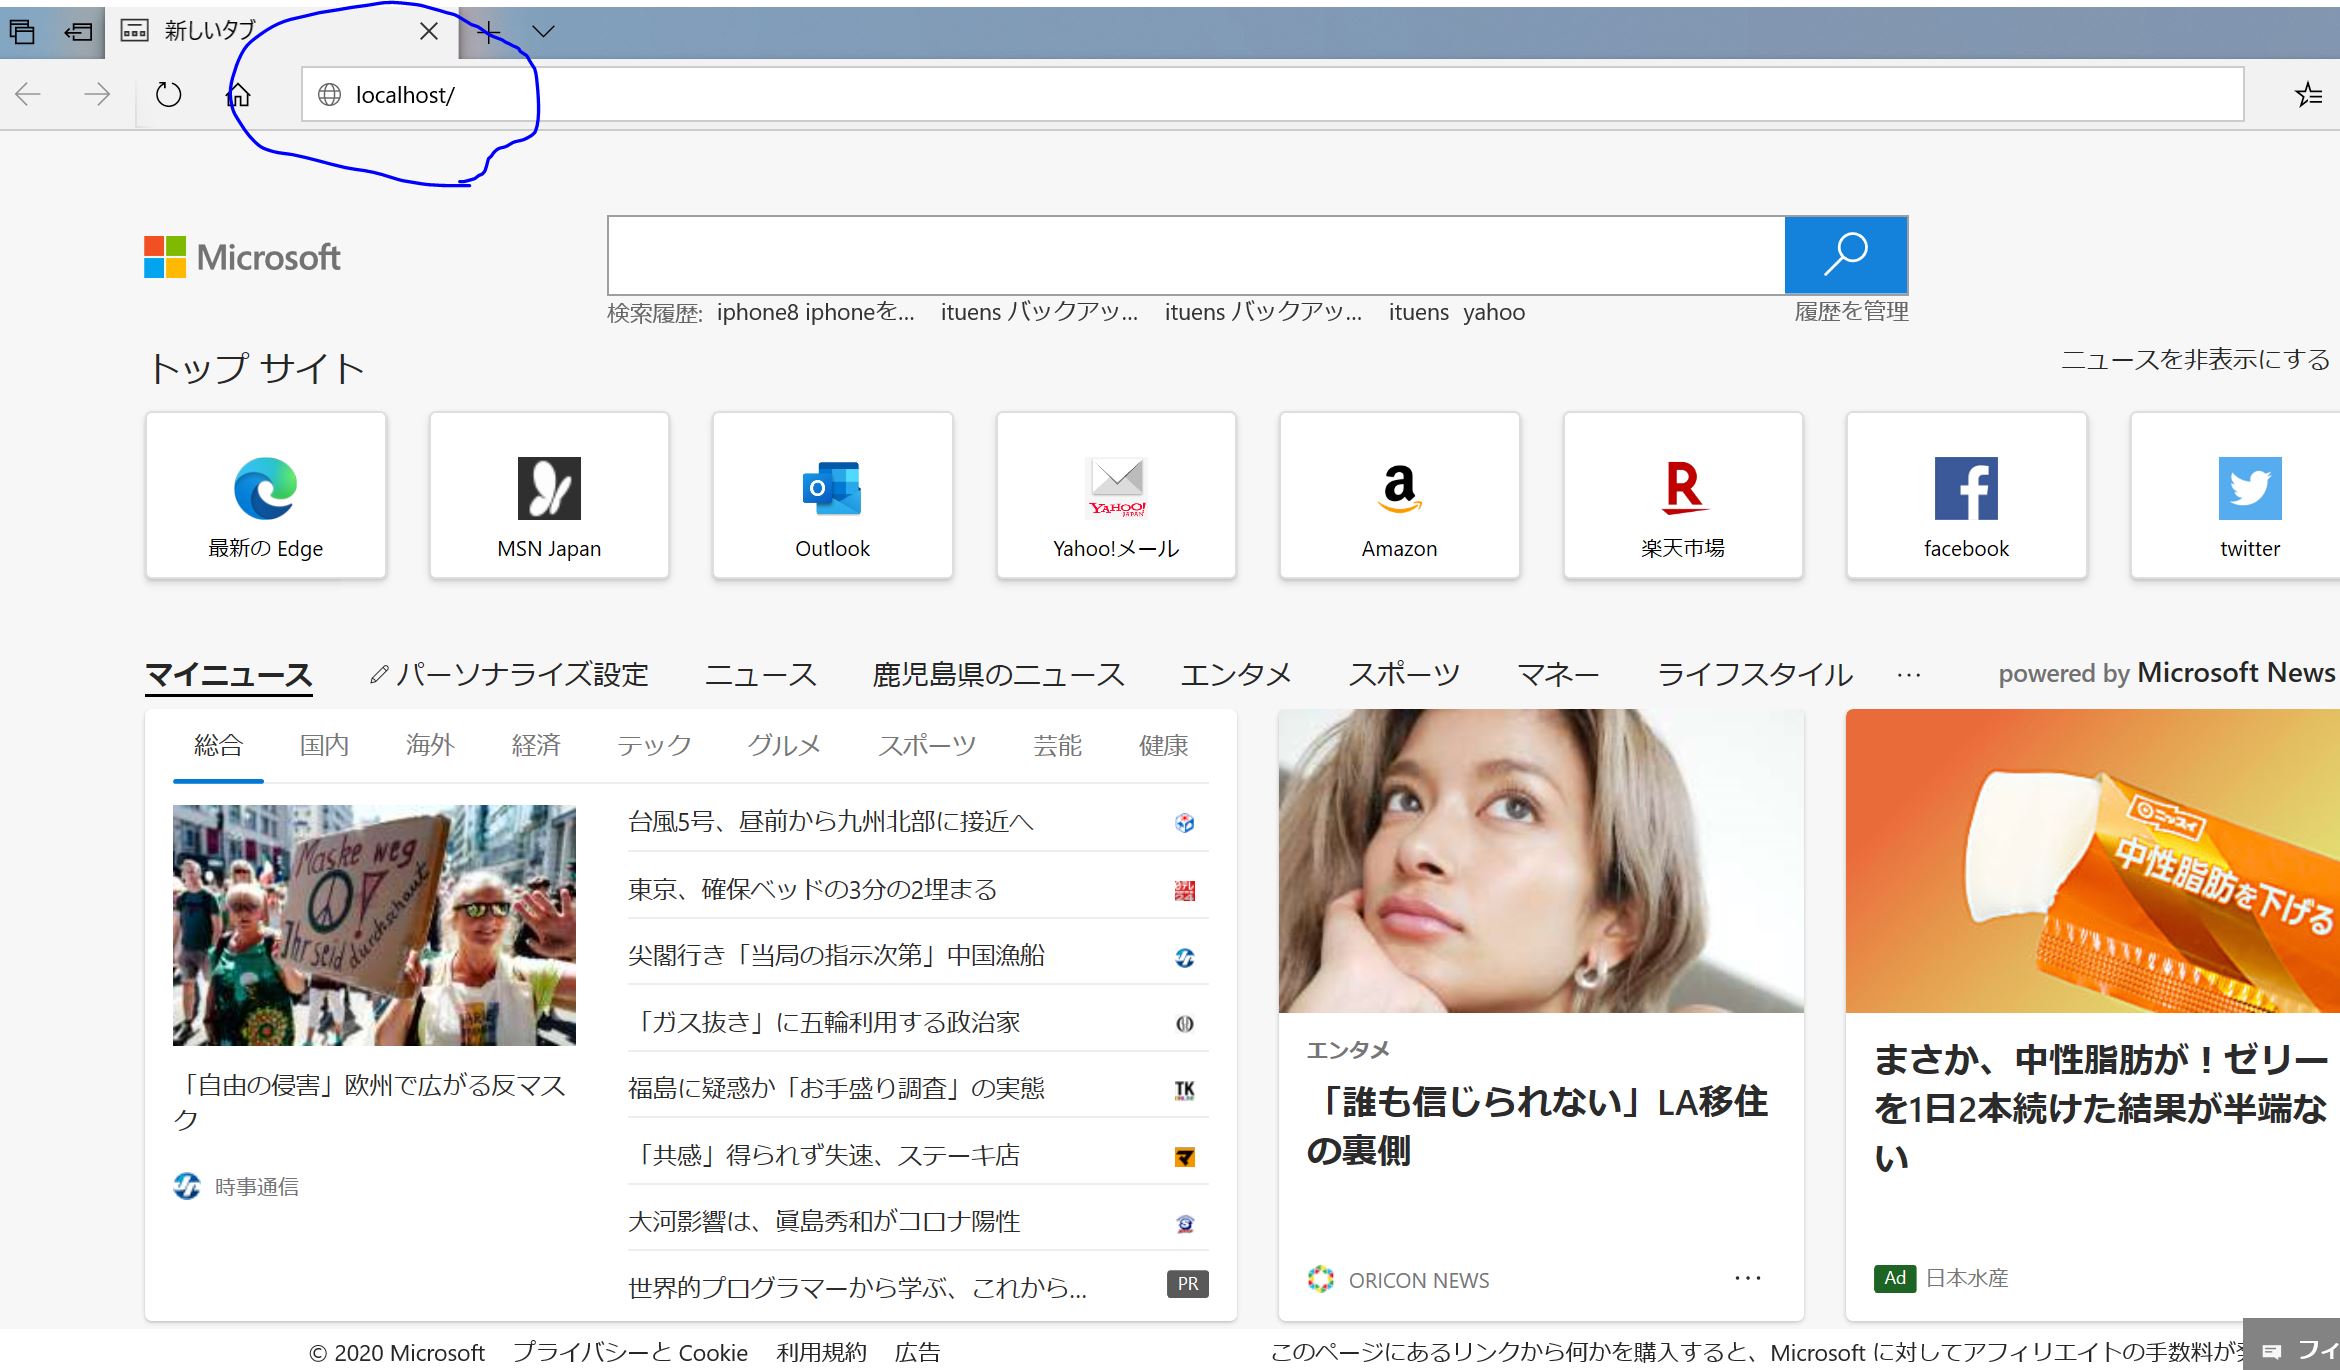 新しいタブ
localhost/
Microsoft
検索履歴: iphone8 iphoneを... ituens バックアッ... ituens バックアッ... ituens yahoo 履歴を管理
トップ サイト
ニュースを非表示にする
最新の Edge
MSN Japan
Outlook
YAHOO!
JAPAN
Yahoo!メール
Amazon
楽天市場
facebook
twitter
マイニュース パーソナライズ設定 ニュース 鹿児島県のニュース エンタメ スポーツ マネー ライフスタイル ... powered by Microsoft News
総合 国内 海外 経済 テック グルメ スポーツ 芸能 健康
Maske weg
Ihr seid durchschaut
「自由の侵害」欧州で広がる反マス
ク
時事通信
台風5号、昼前から九州北部に接近へ
東京、確保ベッドの3分の2埋まる
尖閣行き「当局の指示次第」中国漁船
「ガス抜き」に五輪利用する政治家
福島に疑惑か「お手盛り調査」の実態
TK
「共感」得られず失速、ステーキ店
大河影響は、眞島秀和がコロナ陽性
世界的プログラマーから学ぶ、これから...
PR
エンタメ
「誰も信じられない」LA移住
の裏側
ORICON NEWS
...
ニッスイ
中性脂肪を下げる
まさか、中性脂肪が！ゼリー
を1日2本続けた結果が半端な
い
Ad 日本水産
© 2020 Microsoft プライバシーと Cookie 利用規約 広告
このページにあるリンクから何かを購入すると、Microsoft に対してアフィリエイトの手数料が
フィ